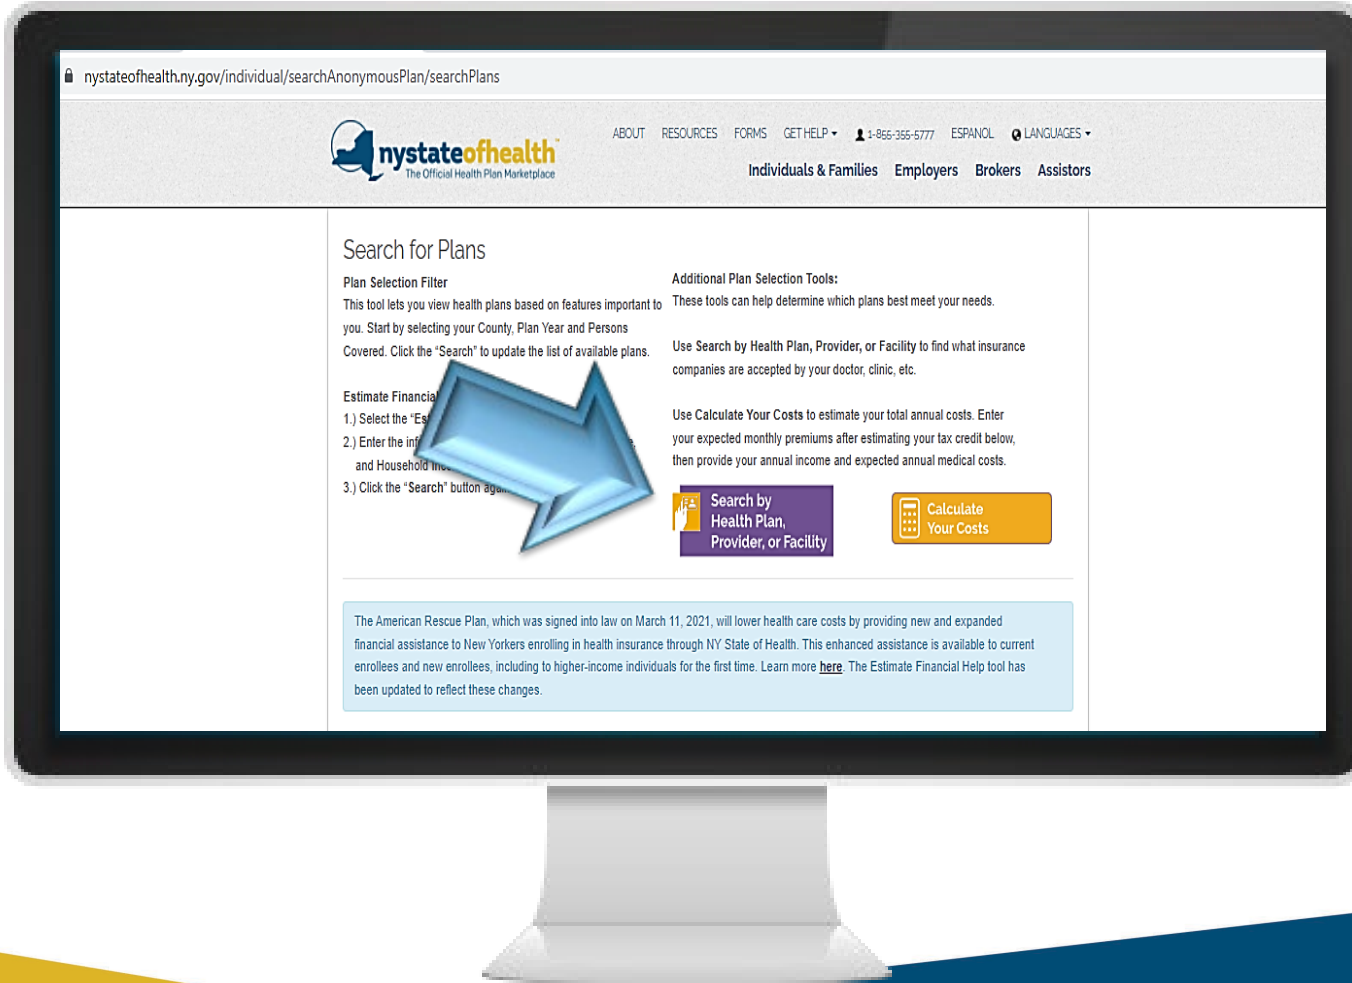 nystateofhealth.ny.gov/individual/searchAnonymousPlan/searchPlans
nystateofhealth™
The Official Health Plan Marketplace
ABOUT RESOURCES FORMS GET HELP 1-855-355-5777 ESPANOL LANGUAGES
Individuals & Families Employers Brokers Assistors
Search for Plans
Plan Selection Filter
This tool lets you view health plans based on features important to
you. Start by selecting your County, Plan Year and Persons
Covered. Click the “Search” to update the list of available plans.
Estimate Financial
1.) Select the “Es
2.) Enter the inf
and Household
3.) Click the “Search” button
Additional Plan Selection Tools:
These tools can help determine which plans best meet your needs.
Use Search by Health Plan, Provider, or Facility to find what insurance
companies are accepted by your doctor, clinic, etc.
Use Calculate Your Costs to estimate your total annual costs. Enter
your expected monthly premiums after estimating your tax credit below,
then provide your annual income and expected annual medical costs.
Search by
Health Plan,
Provider, or Facility
Calculate
Your Costs
The American Rescue Plan, which was signed into law on March 11, 2021, will lower health care costs by providing new and expanded
financial assistance to New Yorkers enrolling in health insurance through NY State of Health. This enhanced assistance is available to current
enrollees and new enrollees, including to higher-income individuals for the first time. Learn more here. The Estimate Financial Help tool has
been updated to reflect these changes.